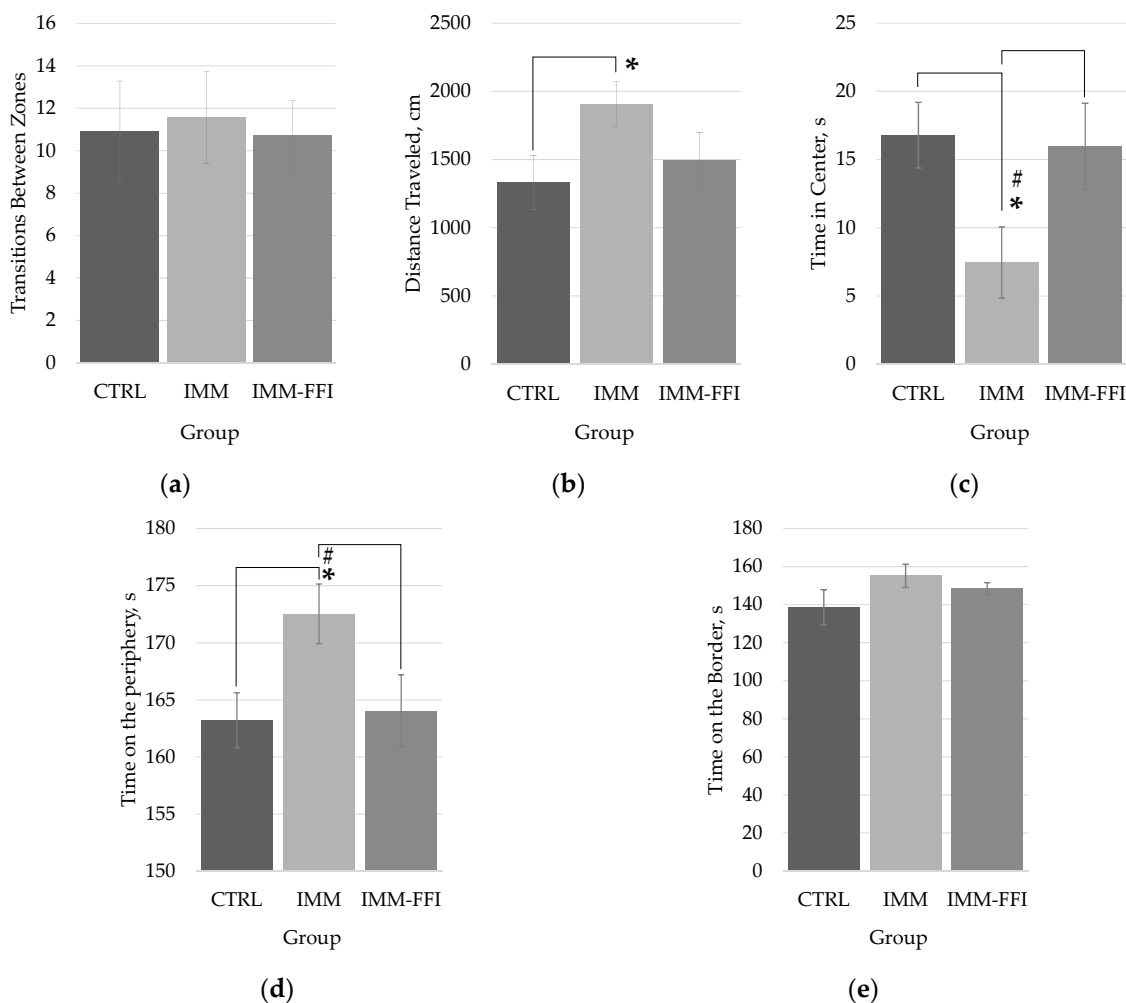 Transitions Between Zones
16
14
12
10
8
6
4
2
0
CTRL IMM IMM-FFI
Group
(a)
Distance Traveled, cm
2500
2000
1500
1000
500
0
*
CTRL IMM IMM-FFI
Group
(b)
Time in Center, s
25
20
15
10
5
0
#
*
CTRL IMM IMM-FFI
Group
(c)
Time on the periphery, s
180
175
170
165
160
155
150
#
*
CTRL IMM IMM-FFI
Group
(d)
Time on the Border, s
180
160
140
120
100
80
60
40
20
0
CTRL IMM IMM-FFI
Group
(e)